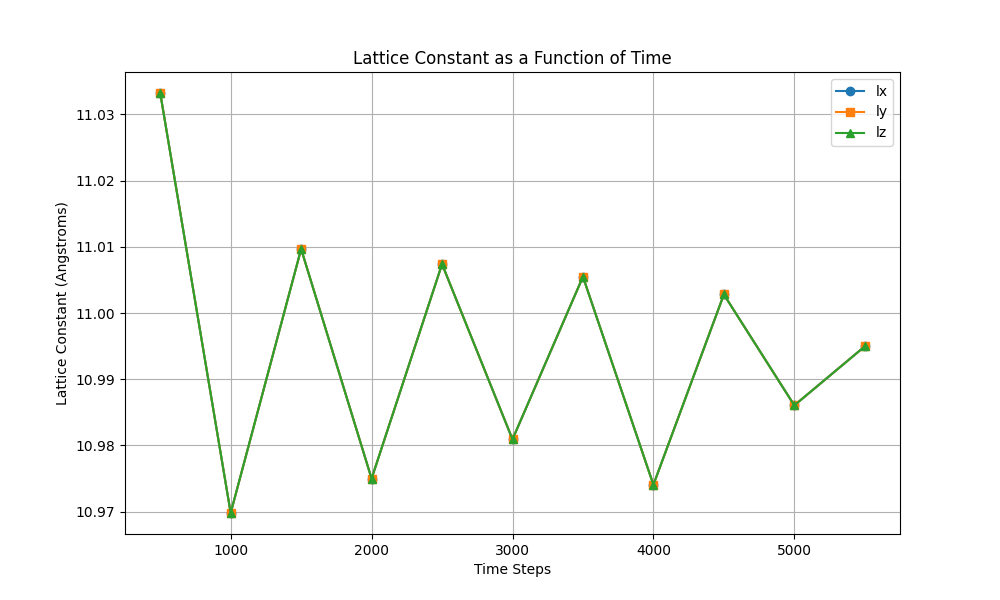 Lattice Constant as a Function of Time
lx
ly
lz
Lattice Constant (Angstroms)
11.03
11.02
11.01
11.00
10.99
10.98
10.97
1000 2000 3000 4000 5000
Time Steps